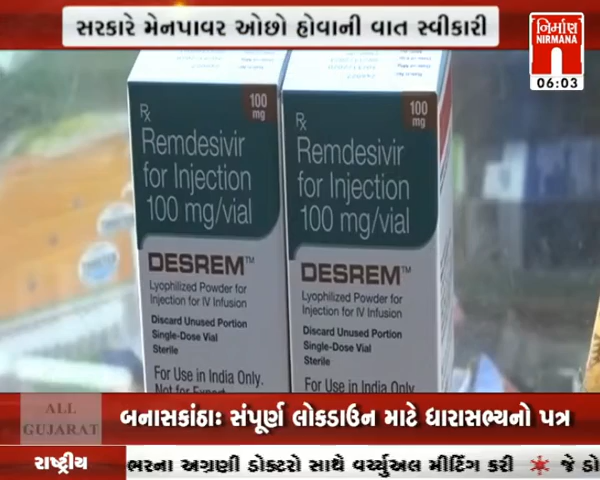 સરકારે મેનપાવર ઓછો હોવાની વાત સ્વીકારી
નિર્માણ
NIRMANA
06:03
Rx
100 mg
Remdesivir
for Injection
100 mg/vial
DESREM™
Lyophilized Powder for
Injection for IV Infusion
Discard Unused Portion
Single-Dose Vial
Sterile
For Use in India Only.
Rx
100 mg
Remdesivir
for Injection
100 mg/vial
DESREM™
Lyophilized Powder for
Injection for IV Infusion
Discard Unused Portion
Single-Dose Vial
Sterile
For Use in India Only.
ALL
GUJARAT
બનાસકાંઠાઃ સંપૂર્ણ લોકડાઉન માટે ધારાસભ્યનો પત્ર
રાષ્ટ્રીય
ભરના અગ્રણી ડોક્ટરો સાથે વર્ચ્યુઅલ મીટિંગ કરી જે ડો